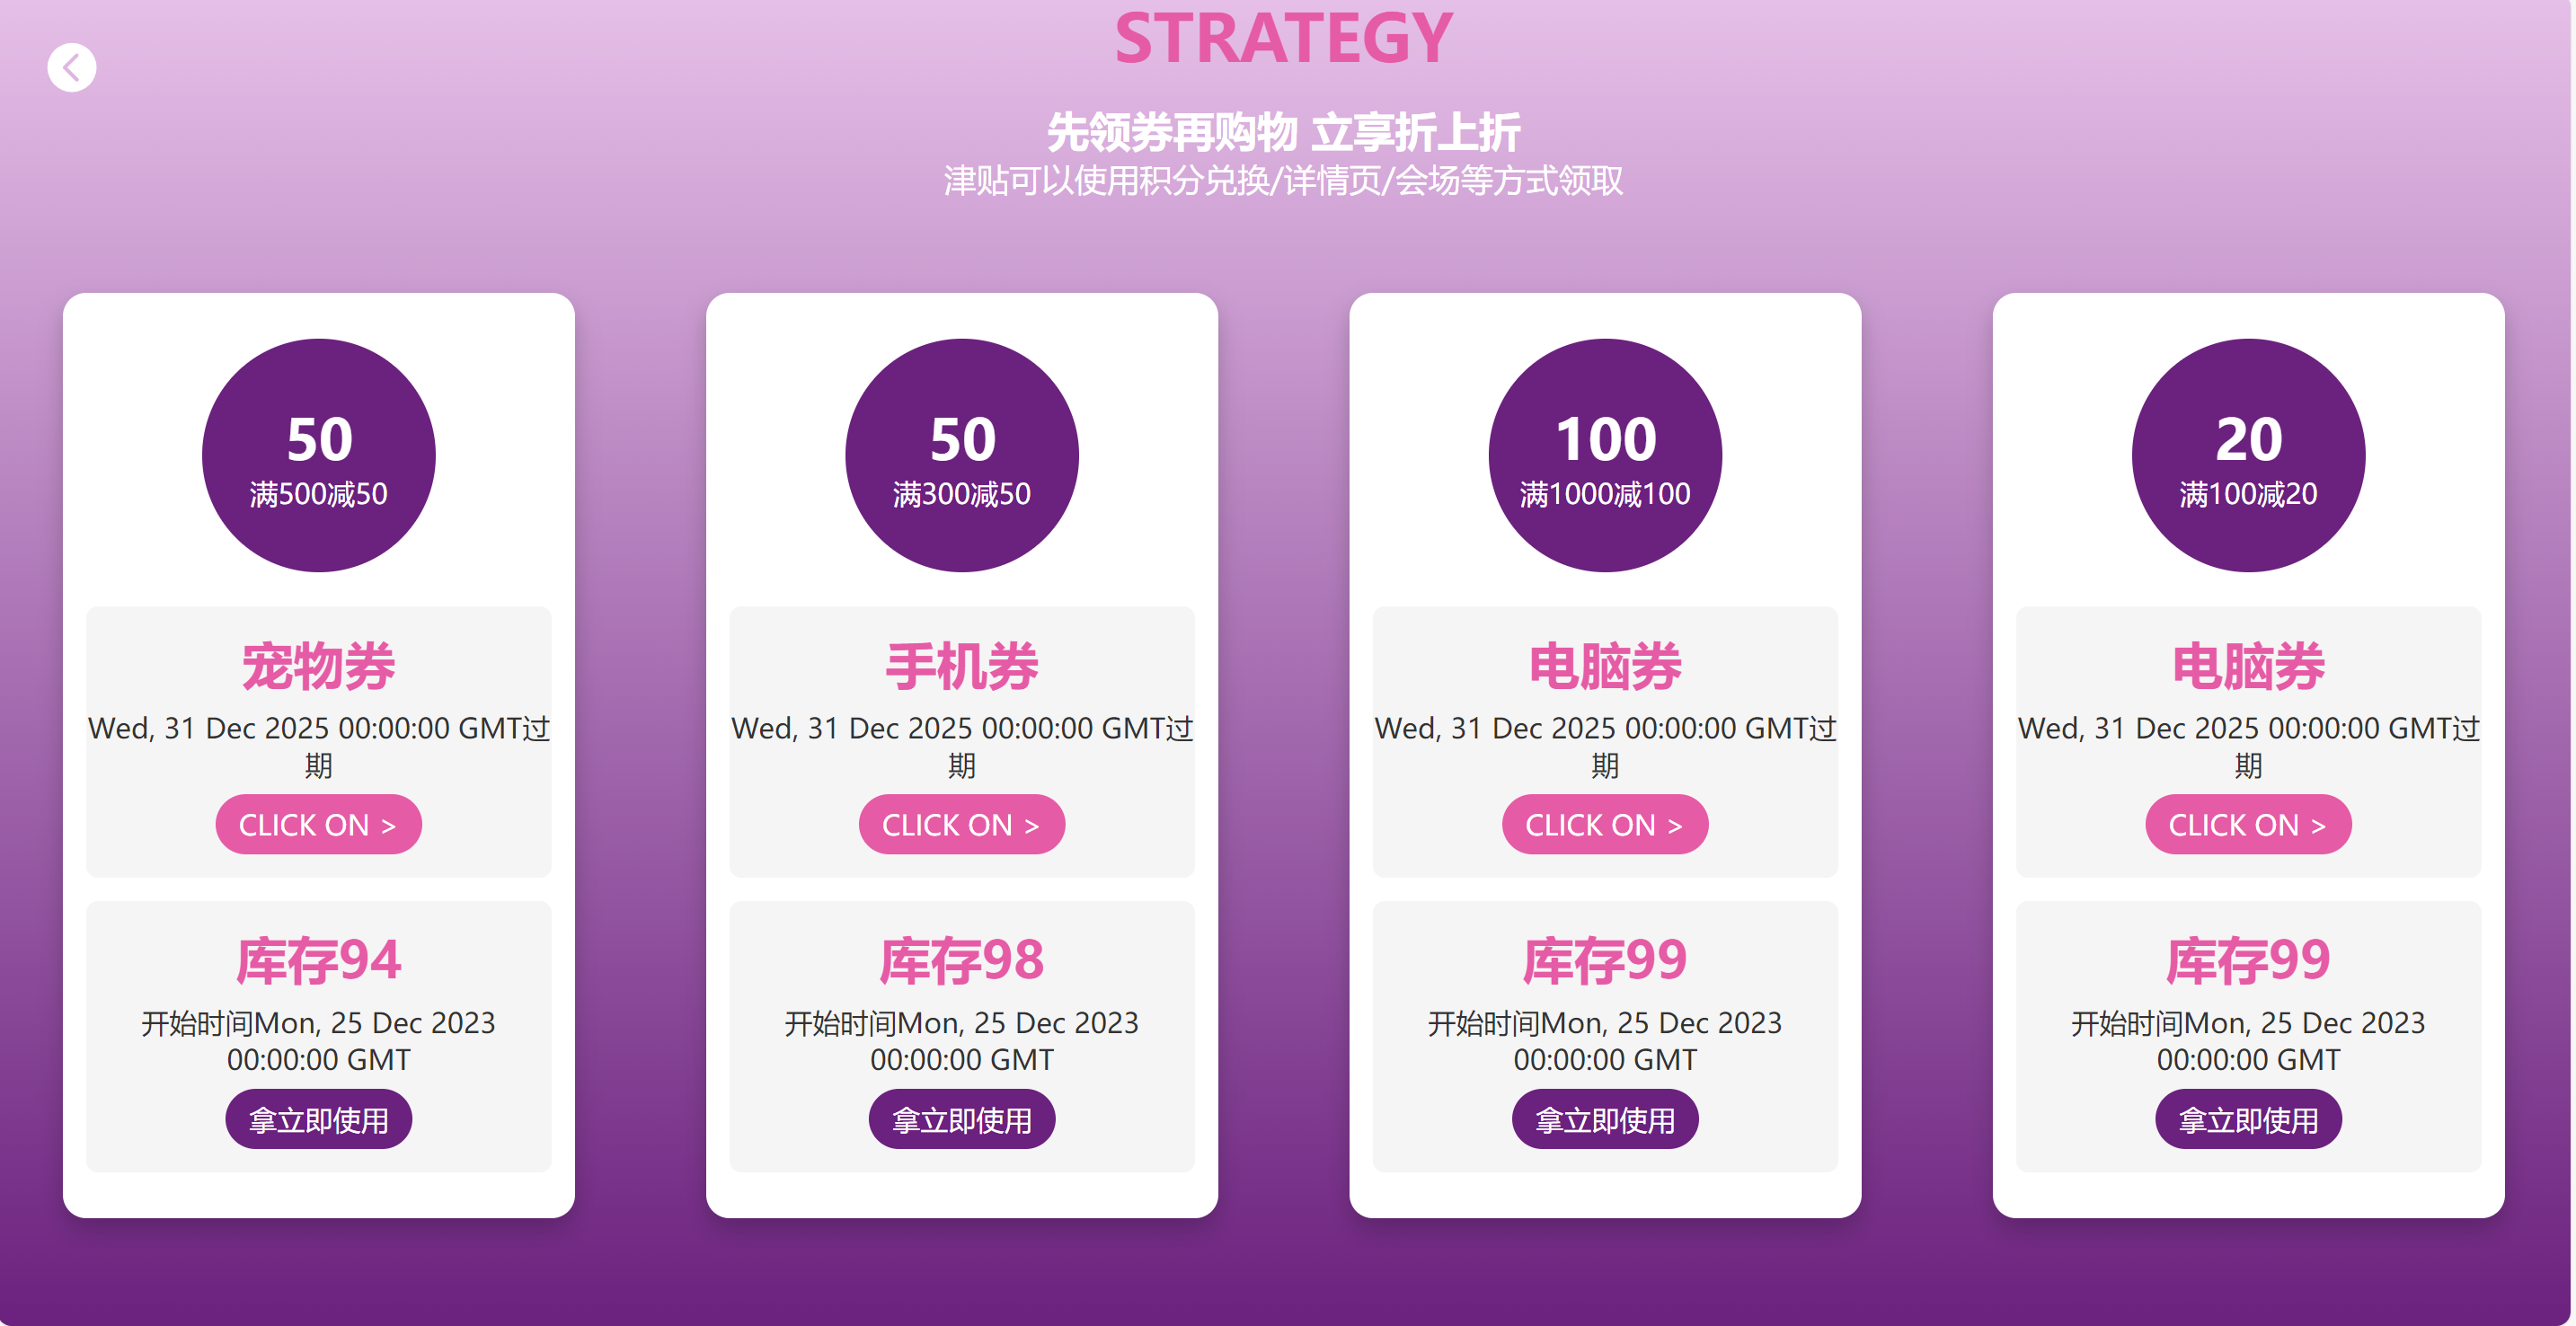 STRATEGY
先领券再购物 立享折上折
津贴可以使用积分兑换/详情页/会场等方式领取
50
满500减50
宠物券
Wed, 31 Dec 2025 00:00:00 GMT过
期
CLICK ON >
库存94
开始时间Mon, 25 Dec 2023
00:00:00 GMT
拿立即使用
50
满300减50
手机券
Wed, 31 Dec 2025 00:00:00 GMT过
期
CLICK ON >
库存98
开始时间Mon, 25 Dec 2023
00:00:00 GMT
拿立即使用
100
满1000减100
电脑券
Wed, 31 Dec 2025 00:00:00 GMT过
期
CLICK ON >
库存99
开始时间Mon, 25 Dec 2023
00:00:00 GMT
拿立即使用
20
满100减20
电脑券
Wed, 31 Dec 2025 00:00:00 GMT过
期
CLICK ON >
库存99
开始时间Mon, 25 Dec 2023
00:00:00 GMT
拿立即使用